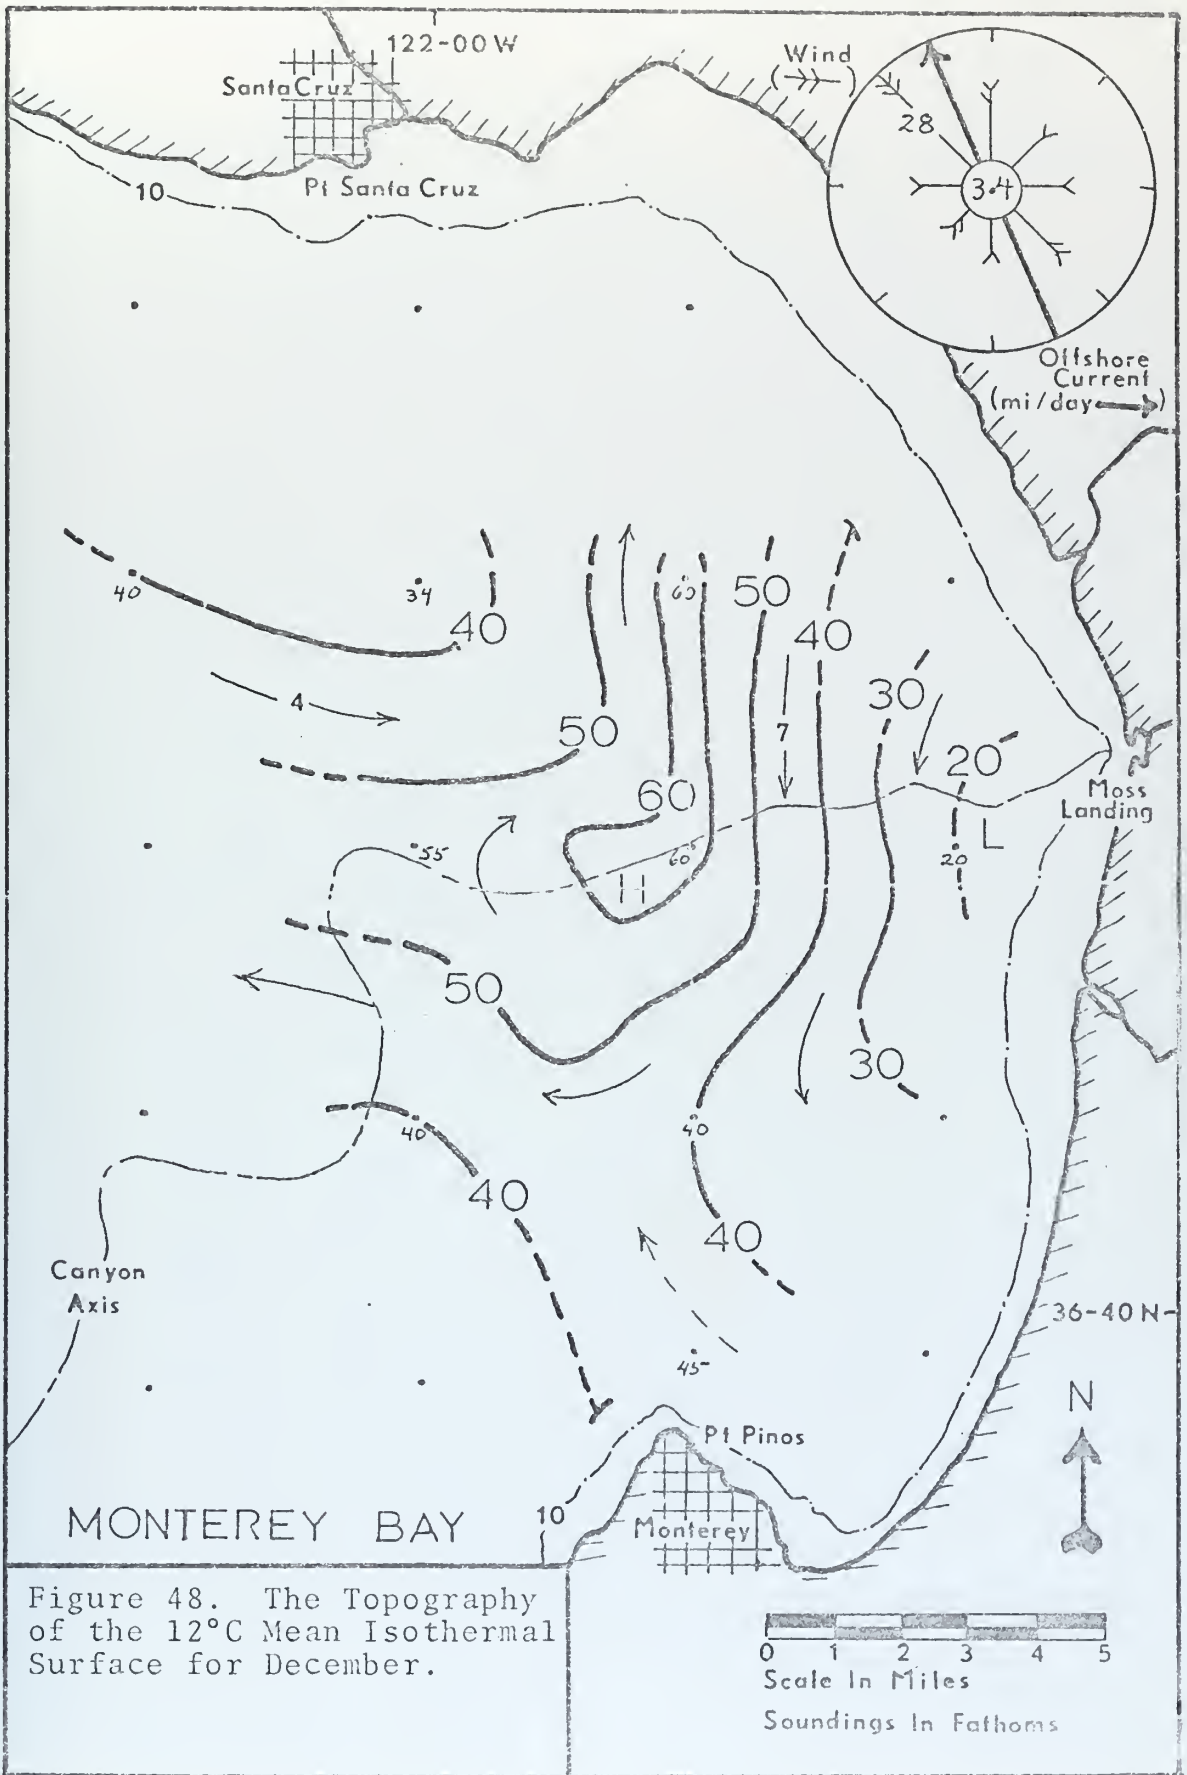 122-00 W
Santa Cruz
Wind
28
3.4
10
Pt Santa Cruz
Offshore
Current
(mi/day )
40
34
60
50
40
40
30
4
50
7
20
60
Moss
Landing
L
55
60
20
H
50
30
40
40
40
40
Canyon
Axis
36-40 N
45
N
Pt Pinos
10
MONTEREY BAY
Monterey
Figure 48. The Topography
of the 12°C Mean Isothermal
Surface for December.
0 1 2 3 4 5
Scale In Miles
Soundings In Fathoms